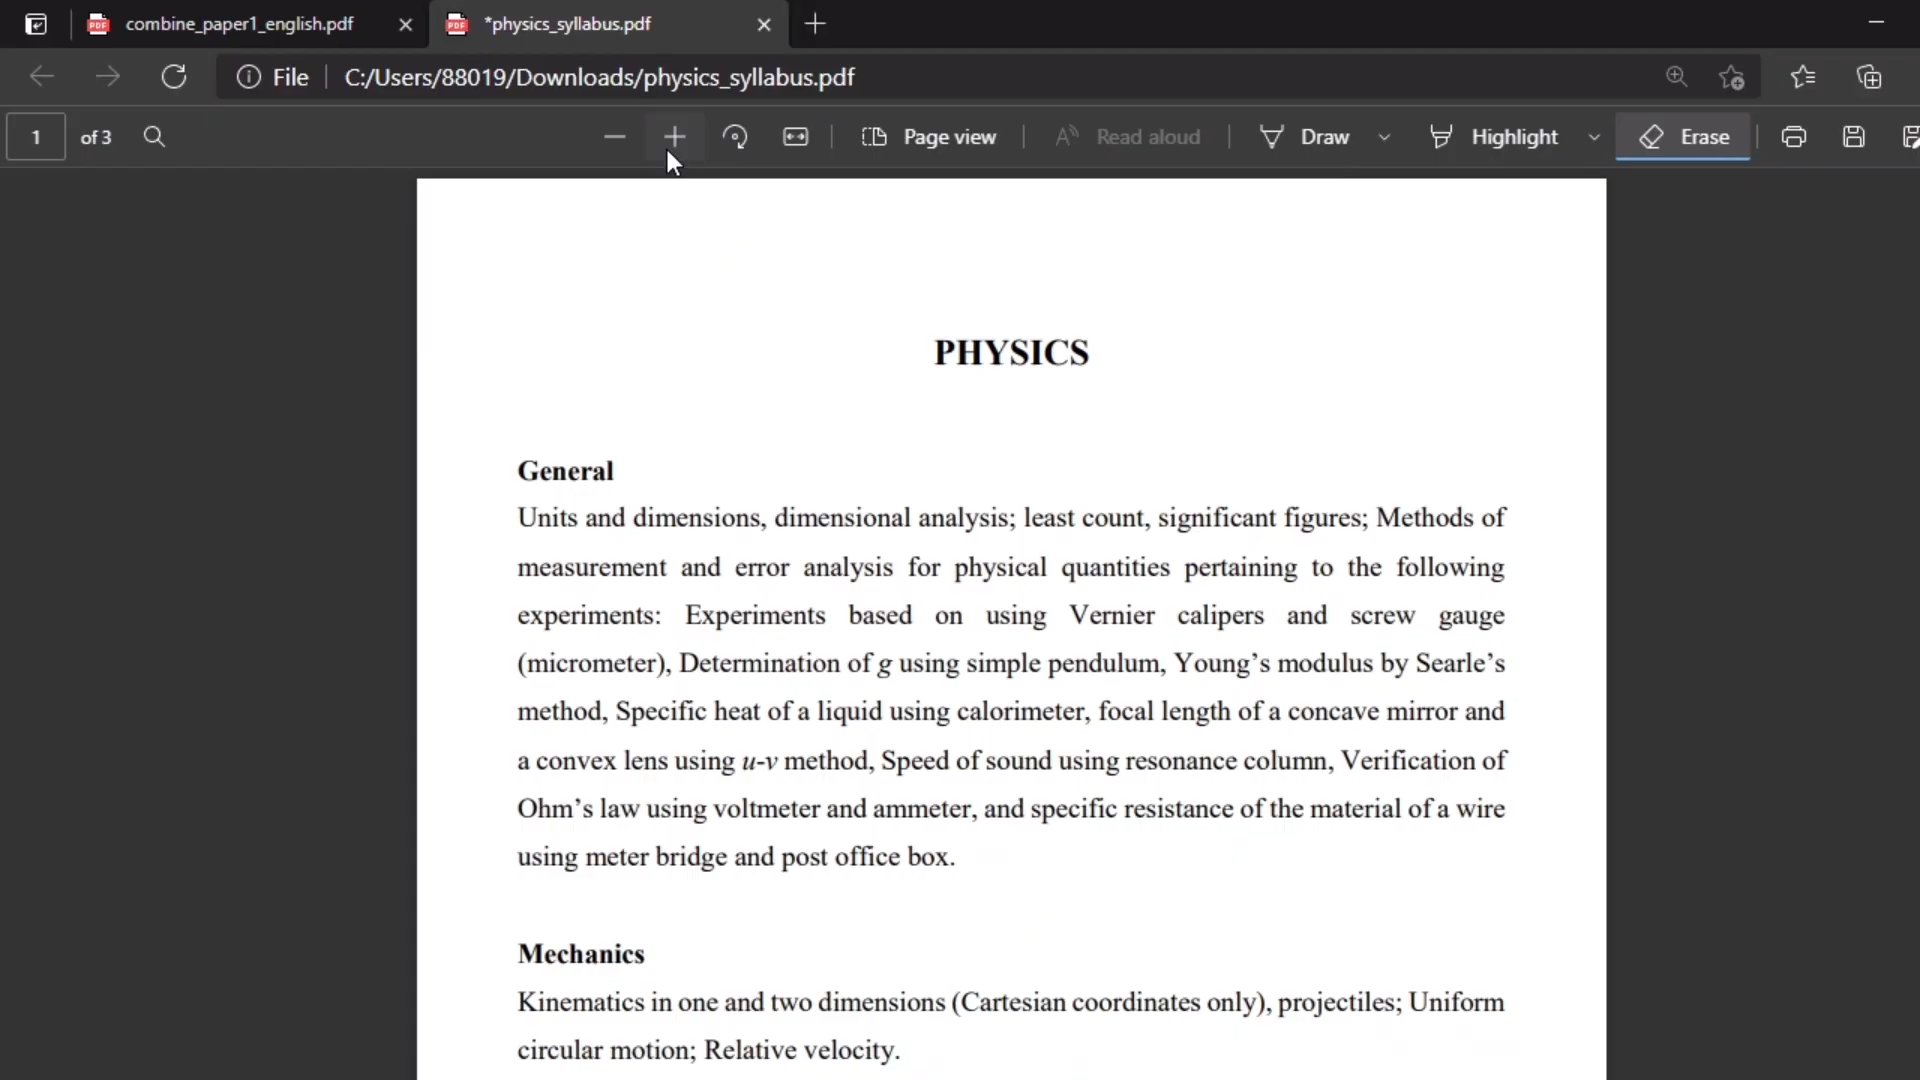 combine_paper1_english.pdf
*physics_syllabus.pdf
File
C:/Users/88019/Downloads/physics_syllabus.pdf
1 of 3
Page view
Read aloud
Draw
Highlight
Erase
PHYSICS
General
Units and dimensions, dimensional analysis; least count, significant figures; Methods of
measurement and error analysis for physical quantities pertaining to the following
experiments: Experiments based on using Vernier calipers and screw gauge
(micrometer), Determination of g using simple pendulum, Young’s modulus by Searle’s
method, Specific heat of a liquid using calorimeter, focal length of a concave mirror and
a convex lens using u-v method, Speed of sound using resonance column, Verification of
Ohm’s law using voltmeter and ammeter, and specific resistance of the material of a wire
using meter bridge and post office box.
Mechanics
Kinematics in one and two dimensions (Cartesian coordinates only), projectiles; Uniform
circular motion; Relative velocity.